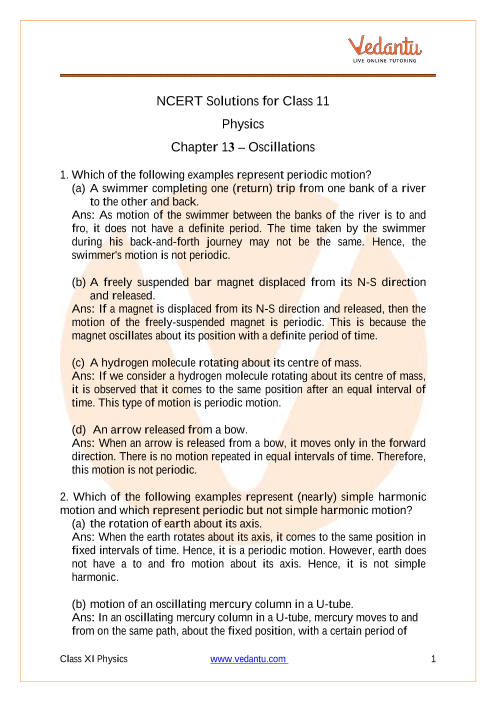 Vedantu
LIVE ONLINE TUTORING
NCERT Solutions for Class 11
Physics
Chapter 13 – Oscillations
1. Which of the following examples represent periodic motion?
(a) A swimmer completing one (return) trip from one bank of a river
to the other and back.
Ans: As motion of the swimmer between the banks of the river is to and
fro, it does not have a definite period. The time taken by the swimmer
during his back-and-forth journey may not be the same. Hence, the
swimmer's motion is not periodic.
(b) A freely suspended bar magnet displaced from its N-S direction
and released.
Ans: If a magnet is displaced from its N-S direction and released, then the
motion of the freely-suspended magnet is periodic. This is because the
magnet oscillates about its position with a definite period of time.
(c) A hydrogen molecule rotating about its centre of mass.
Ans: If we consider a hydrogen molecule rotating about its centre of mass,
it is observed that it comes to the same position after an equal interval of
time. This type of motion is periodic motion.
(d) An arrow released from a bow.
Ans: When an arrow is released from a bow, it moves only in the forward
direction. There is no motion repeated in equal intervals of time. Therefore,
this motion is not periodic.
2. Which of the following examples represent (nearly) simple harmonic
motion and which represent periodic but not simple harmonic motion?
(a) the rotation of earth about its axis.
Ans: When the earth rotates about its axis, it comes to the same position in
fixed intervals of time. Hence, it is a periodic motion. However, earth does
not have a to and fro motion about its axis. Hence, it is not simple
harmonic.
(b) motion of an oscillating mercury column in a U-tube.
Ans: In an oscillating mercury column in a U-tube, mercury moves to and
from on the same path, about the fixed position, with a certain period of
Class XI Physics www.vedantu.com 1